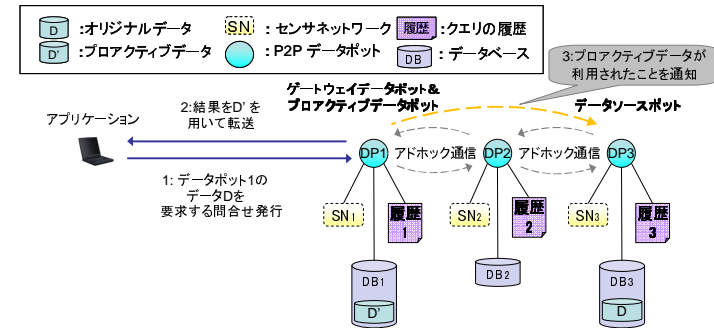 D :オリジナルデータ
SN :センサネットワーク
履歴 :クエリの履歴
D' :プロアクティブデータ
:P2P データポット
DB :データベース
3:プロアクティブデータが
利用されたことを通知
ゲートウェイデータポット&
プロアクティブデータポット
データソースポット
アプリケーション
2:結果をD'を
用いて転送
DP1
アドホック通信
DP2
アドホック通信
DP3
1: データポット1の
データDを
要求する問合せ発行
SN1
履歴
1
SN2
履歴
2
SN3
履歴
3
DB1
D'
DB2
DB3
D